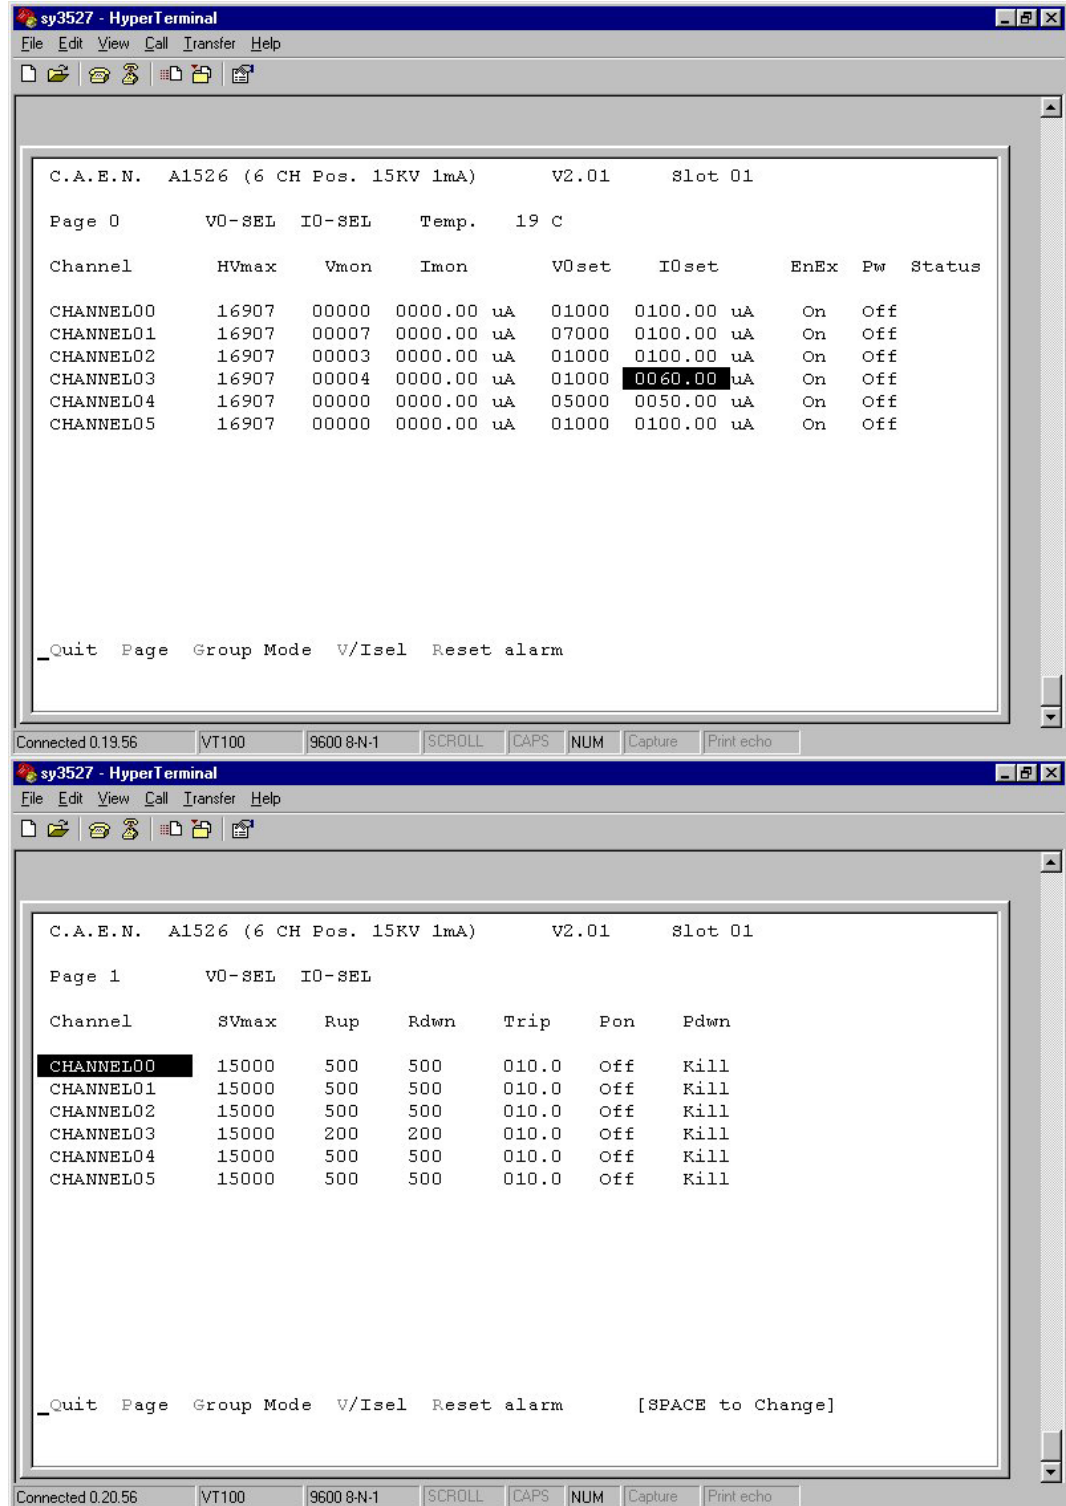 sy3527 - HyperTerminal
File Edit View Call Transfer Help
C.A.E.N. A1526 (6 CH Pos. 15KV 1mA) V2.01 Slot 01
Page 0 V0-SEL I0-SEL Temp. 19 C
Channel HVmax Vmon Imon V0set I0set EnEx Pw Status
CHANNEL00 16907 00000 0000.00 uA 01000 0100.00 uA On Off
CHANNEL01 16907 00007 0000.00 uA 07000 0100.00 uA On Off
CHANNEL02 16907 00003 0000.00 uA 01000 0100.00 uA On Off
CHANNEL03 16907 00004 0000.00 uA 01000 0060.00 uA On Off
CHANNEL04 16907 00000 0000.00 uA 05000 0050.00 uA On Off
CHANNEL05 16907 00000 0000.00 uA 01000 0100.00 uA On Off
_Quit Page Group Mode V/Isel Reset alarm
Connected 0.19.56 VT100 9600 8-N-1 SCROLL CAPS NUM Capture Print echo
sy3527 - HyperTerminal
File Edit View Call Transfer Help
C.A.E.N. A1526 (6 CH Pos. 15KV 1mA) V2.01 Slot 01
Page 1 V0-SEL I0-SEL
Channel SVmax Rup Rdwn Trip Pon Pdwn
CHANNEL00 15000 500 500 010.0 Off Kill
CHANNEL01 15000 500 500 010.0 Off Kill
CHANNEL02 15000 500 500 010.0 Off Kill
CHANNEL03 15000 200 200 010.0 Off Kill
CHANNEL04 15000 500 500 010.0 Off Kill
CHANNEL05 15000 500 500 010.0 Off Kill
_Quit Page Group Mode V/Isel Reset alarm [SPACE to Change]
Connected 0.20.56 VT100 9600 8-N-1 SCROLL CAPS NUM Capture Print echo